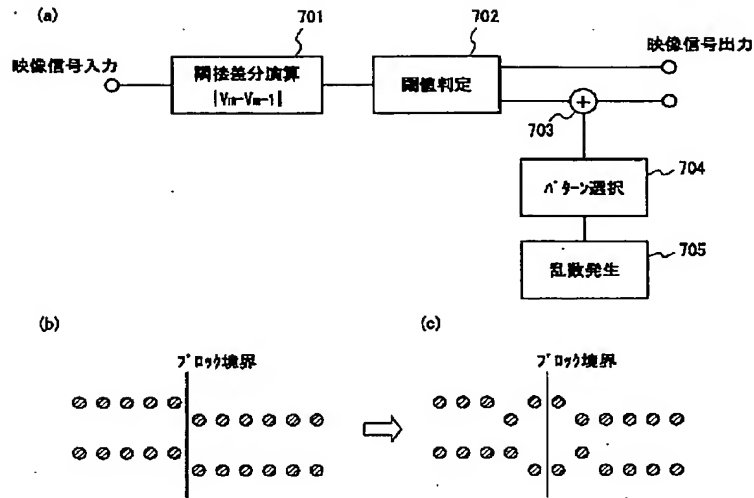 (a)
701
702
映像信号入力
隣接差分演算
|Vm-Vm-1|
閾値判定
映像信号出力
703
704
パターン選択
705
乱数発生
(b)
(c)
ブロック境界
ブロック境界